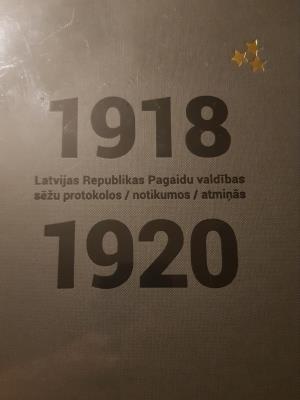 1918
Latvijas Republikas Pagaidu valdības
sēžu protokolos / notikumos / atmiņās
1920